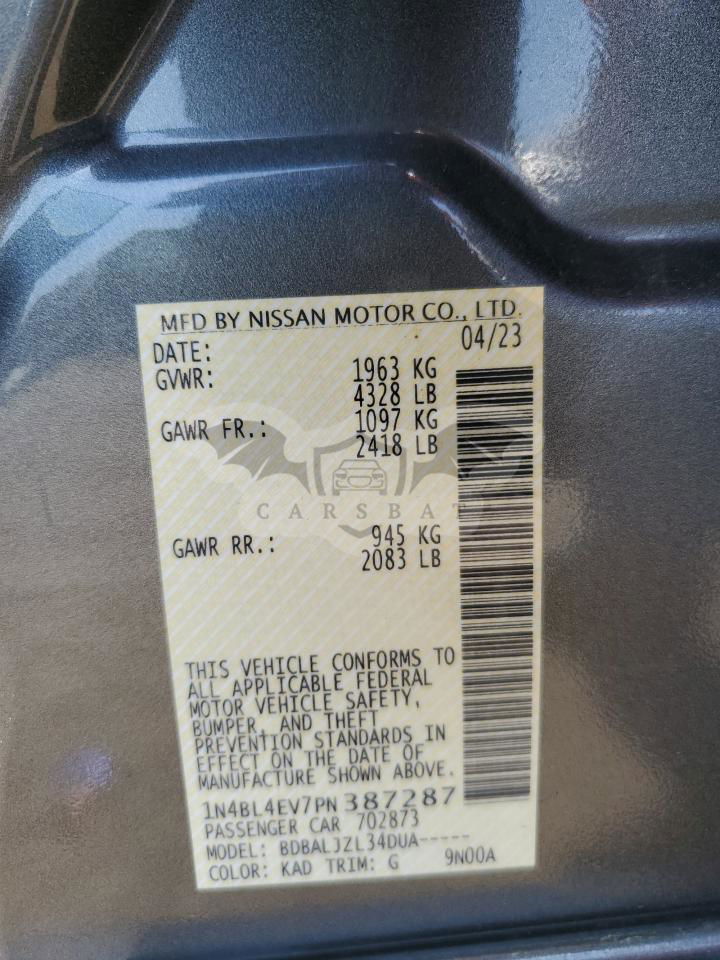 MFD BY NISSAN MOTOR CO., LTD.
DATE: 04/23
GVWR: 1963 KG
4328 LB
GAWR FR.: 1097 KG
2418 LB
CARSBAT
GAWR RR.: 945 KG
2083 LB
THIS VEHICLE CONFORMS TO
ALL APPLICABLE FEDERAL
MOTOR VEHICLE SAFETY,
BUMPER, AND THEFT
PREVENTION STANDARDS IN
EFFECT ON THE DATE OF
MANUFACTURE SHOWN ABOVE.
1N4BL4EV7PN387287
PASSENGER CAR 702873
MODEL: BDBALJZL34DUA-----
COLOR: KAD TRIM: G 9N00A